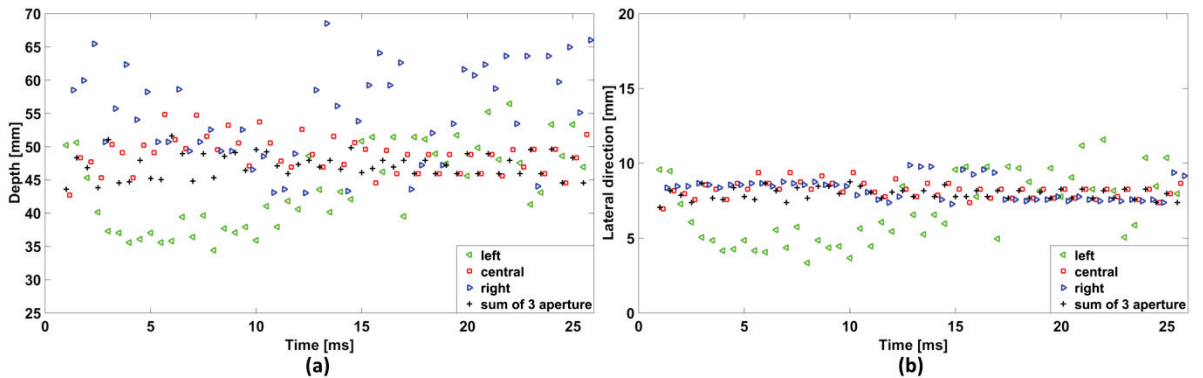 70
65
60
55
50
45
40
35
30
25
Depth [mm]
0 5 10 15 20 25
Time [ms]
left
central
right
sum of 3 aperture
(a)
20
15
10
5
0
Lateral direction [mm]
0 5 10 15 20 25
Time [ms]
left
central
right
sum of 3 aperture
(b)